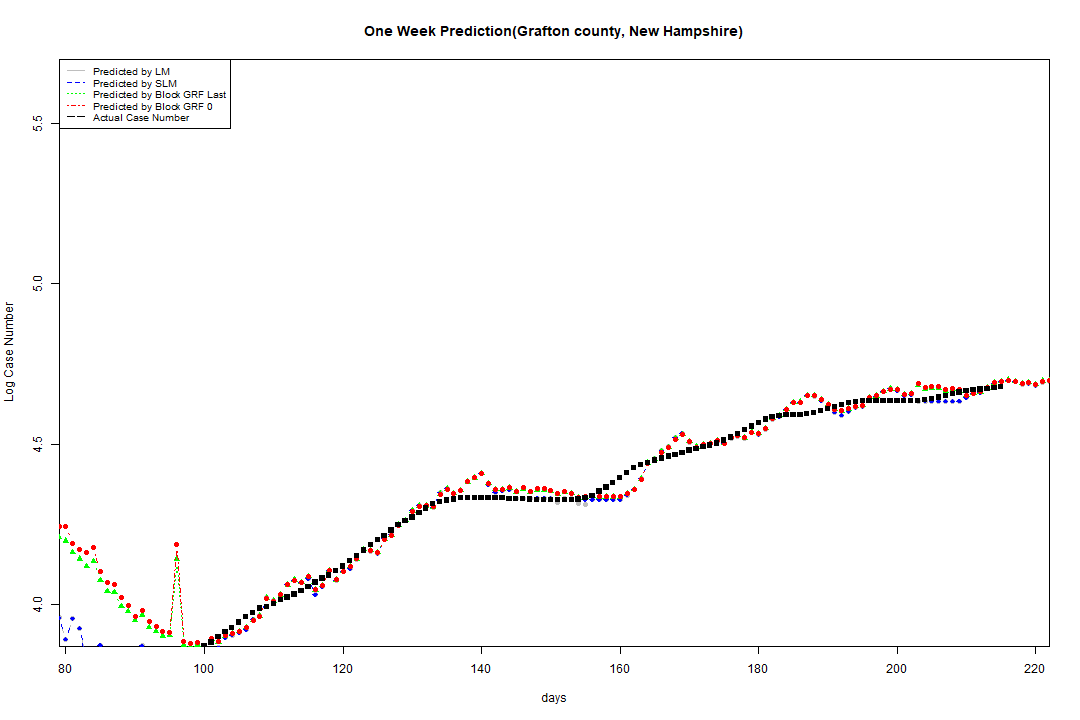 One Week Prediction(Grafton county, New Hampshire)
Predicted by LM
Predicted by SLM
Predicted by Block GRF Last
Predicted by Block GRF 0
Actual Case Number
5.5
5.0
4.5
4.0
Log Case Number
80 100 120 140 160 180 200 220
days